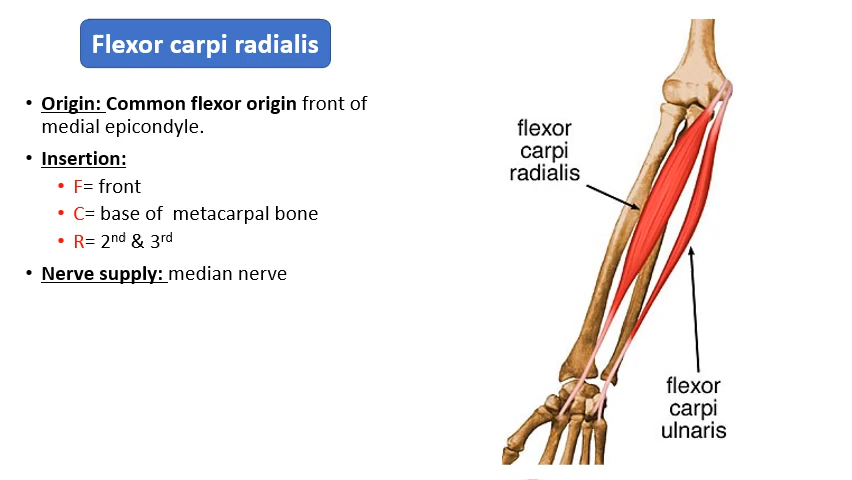 Flexor carpi radialis
• Origin: Common flexor origin front of
medial epicondyle.
• Insertion:
• F= front
• C= base of metacarpal bone
• R= 2nd & 3rd
• Nerve supply: median nerve
flexor
carpi
radialis
flexor
carpi
ulnaris